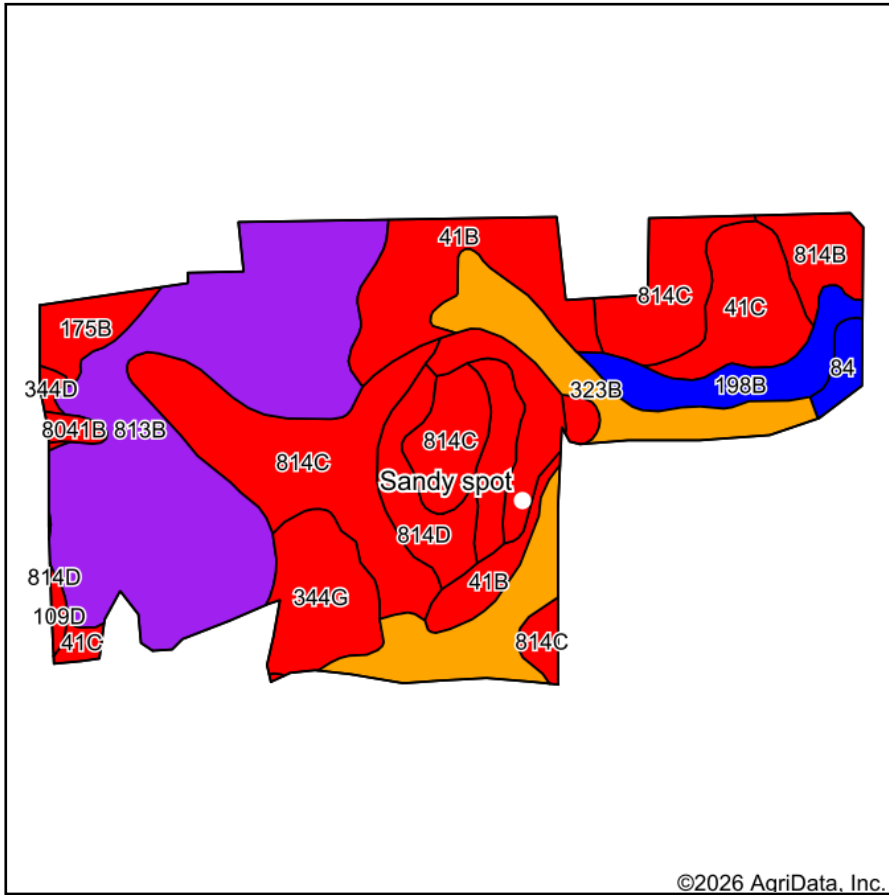 41B
814B
814C
41C
175B
84
344D
323B
198B
8041B
813B
814C
814C
Sandy spot
814D
814D
41B
344G
109D
41C
814C
©2026 AgriData, Inc.